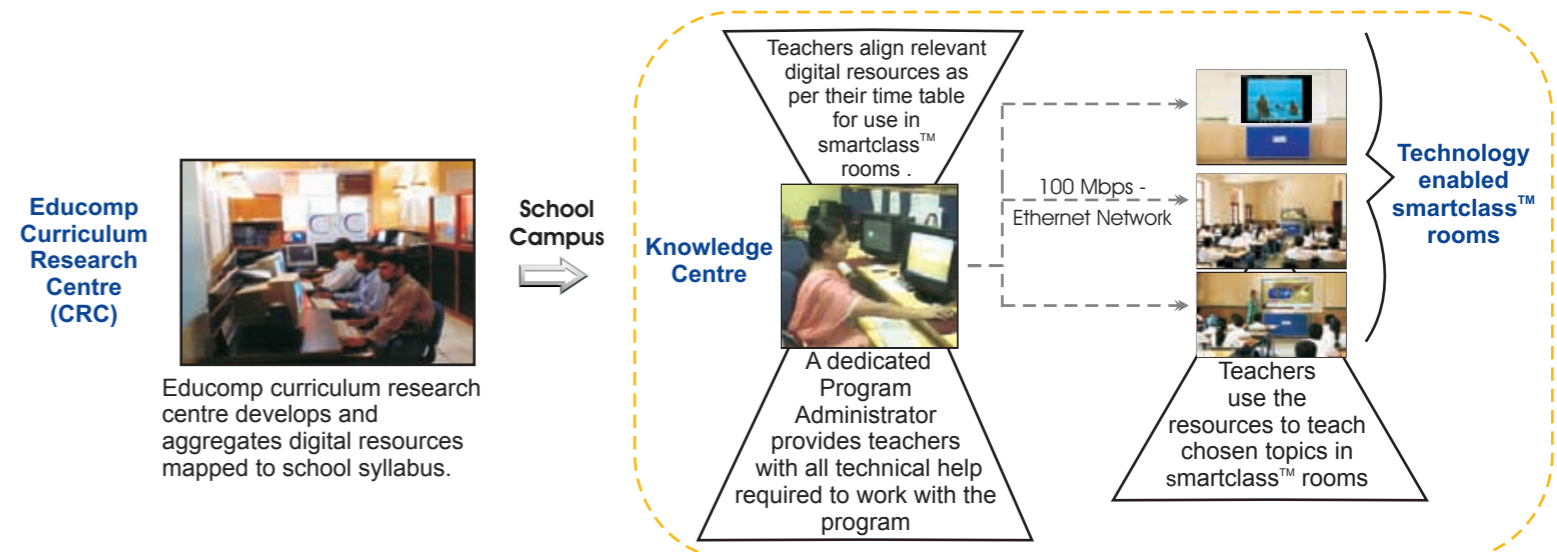 Educomp
Curriculum
Research
Centre
(CRC)
CRC
Educomp curriculum research
centre develops and
aggregates digital resources
mapped to school syllabus.
School
Campus
Teachers align relevant
digital resources as
per their time table
for use in
smartclass™
rooms .
Knowledge
Centre
A dedicated
Program
Administrator
provides teachers
with all technical help
required to work with the
program
100 Mbps -
Ethernet Network
Teachers
use the
resources to teach
chosen topics in
smartclass™ rooms
Technology
enabled
smartclass™
rooms